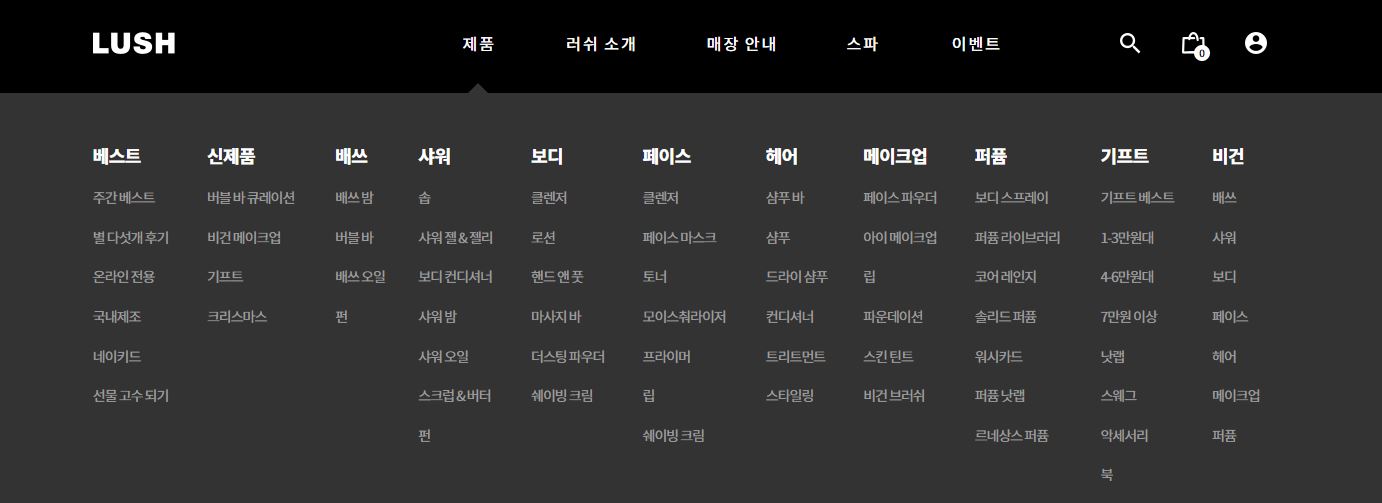 LUSH
제품
러쉬 소개
매장 안내
스파
이벤트
0
베스트
주간 베스트
별 다섯개 후기
온라인 전용
국내제조
네이키드
선물 고수 되기
신제품
버블 바 큐레이션
비건 메이크업
기프트
크리스마스
배쓰
배쓰 밤
버블 바
배쓰 오일
펀
샤워
솝
샤워 젤 & 젤리
보디 컨디셔너
샤워 밤
샤워 오일
스크럽 & 버터
펀
보디
클렌저
로션
핸드 앤 풋
마사지 바
더스팅 파우더
쉐이빙 크림
페이스
클렌저
페이스 마스크
토너
모이스춰라이저
프라이머
립
쉐이빙 크림
헤어
샴푸 바
샴푸
드라이 샴푸
컨디셔너
트리트먼트
스타일링
메이크업
페이스 파우더
아이 메이크업
립
파운데이션
스킨 틴트
비건 브러쉬
퍼퓸
보디 스프레이
퍼퓸 라이브러리
코어 레인지
솔리드 퍼퓸
워시카드
퍼퓸 낫랩
르네상스 퍼퓸
기프트
기프트 베스트
1-3만원대
4-6만원대
7만원 이상
낫랩
스웨그
악세서리
북
비건
배쓰
샤워
보디
페이스
헤어
메이크업
퍼퓸